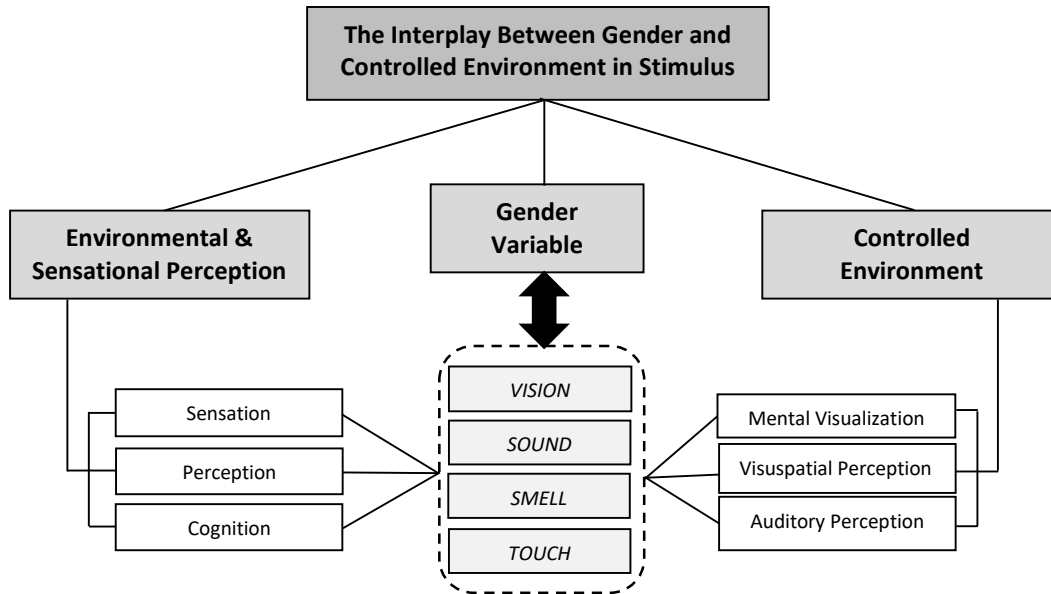 The Interplay Between Gender and
Controlled Environment in Stimulus
Environmental &
Sensational Perception
Gender
Variable
Controlled
Environment
Sensation
Perception
Cognition
VISION
SOUND
SMELL
TOUCH
Mental Visualization
Visuspatial Perception
Auditory Perception